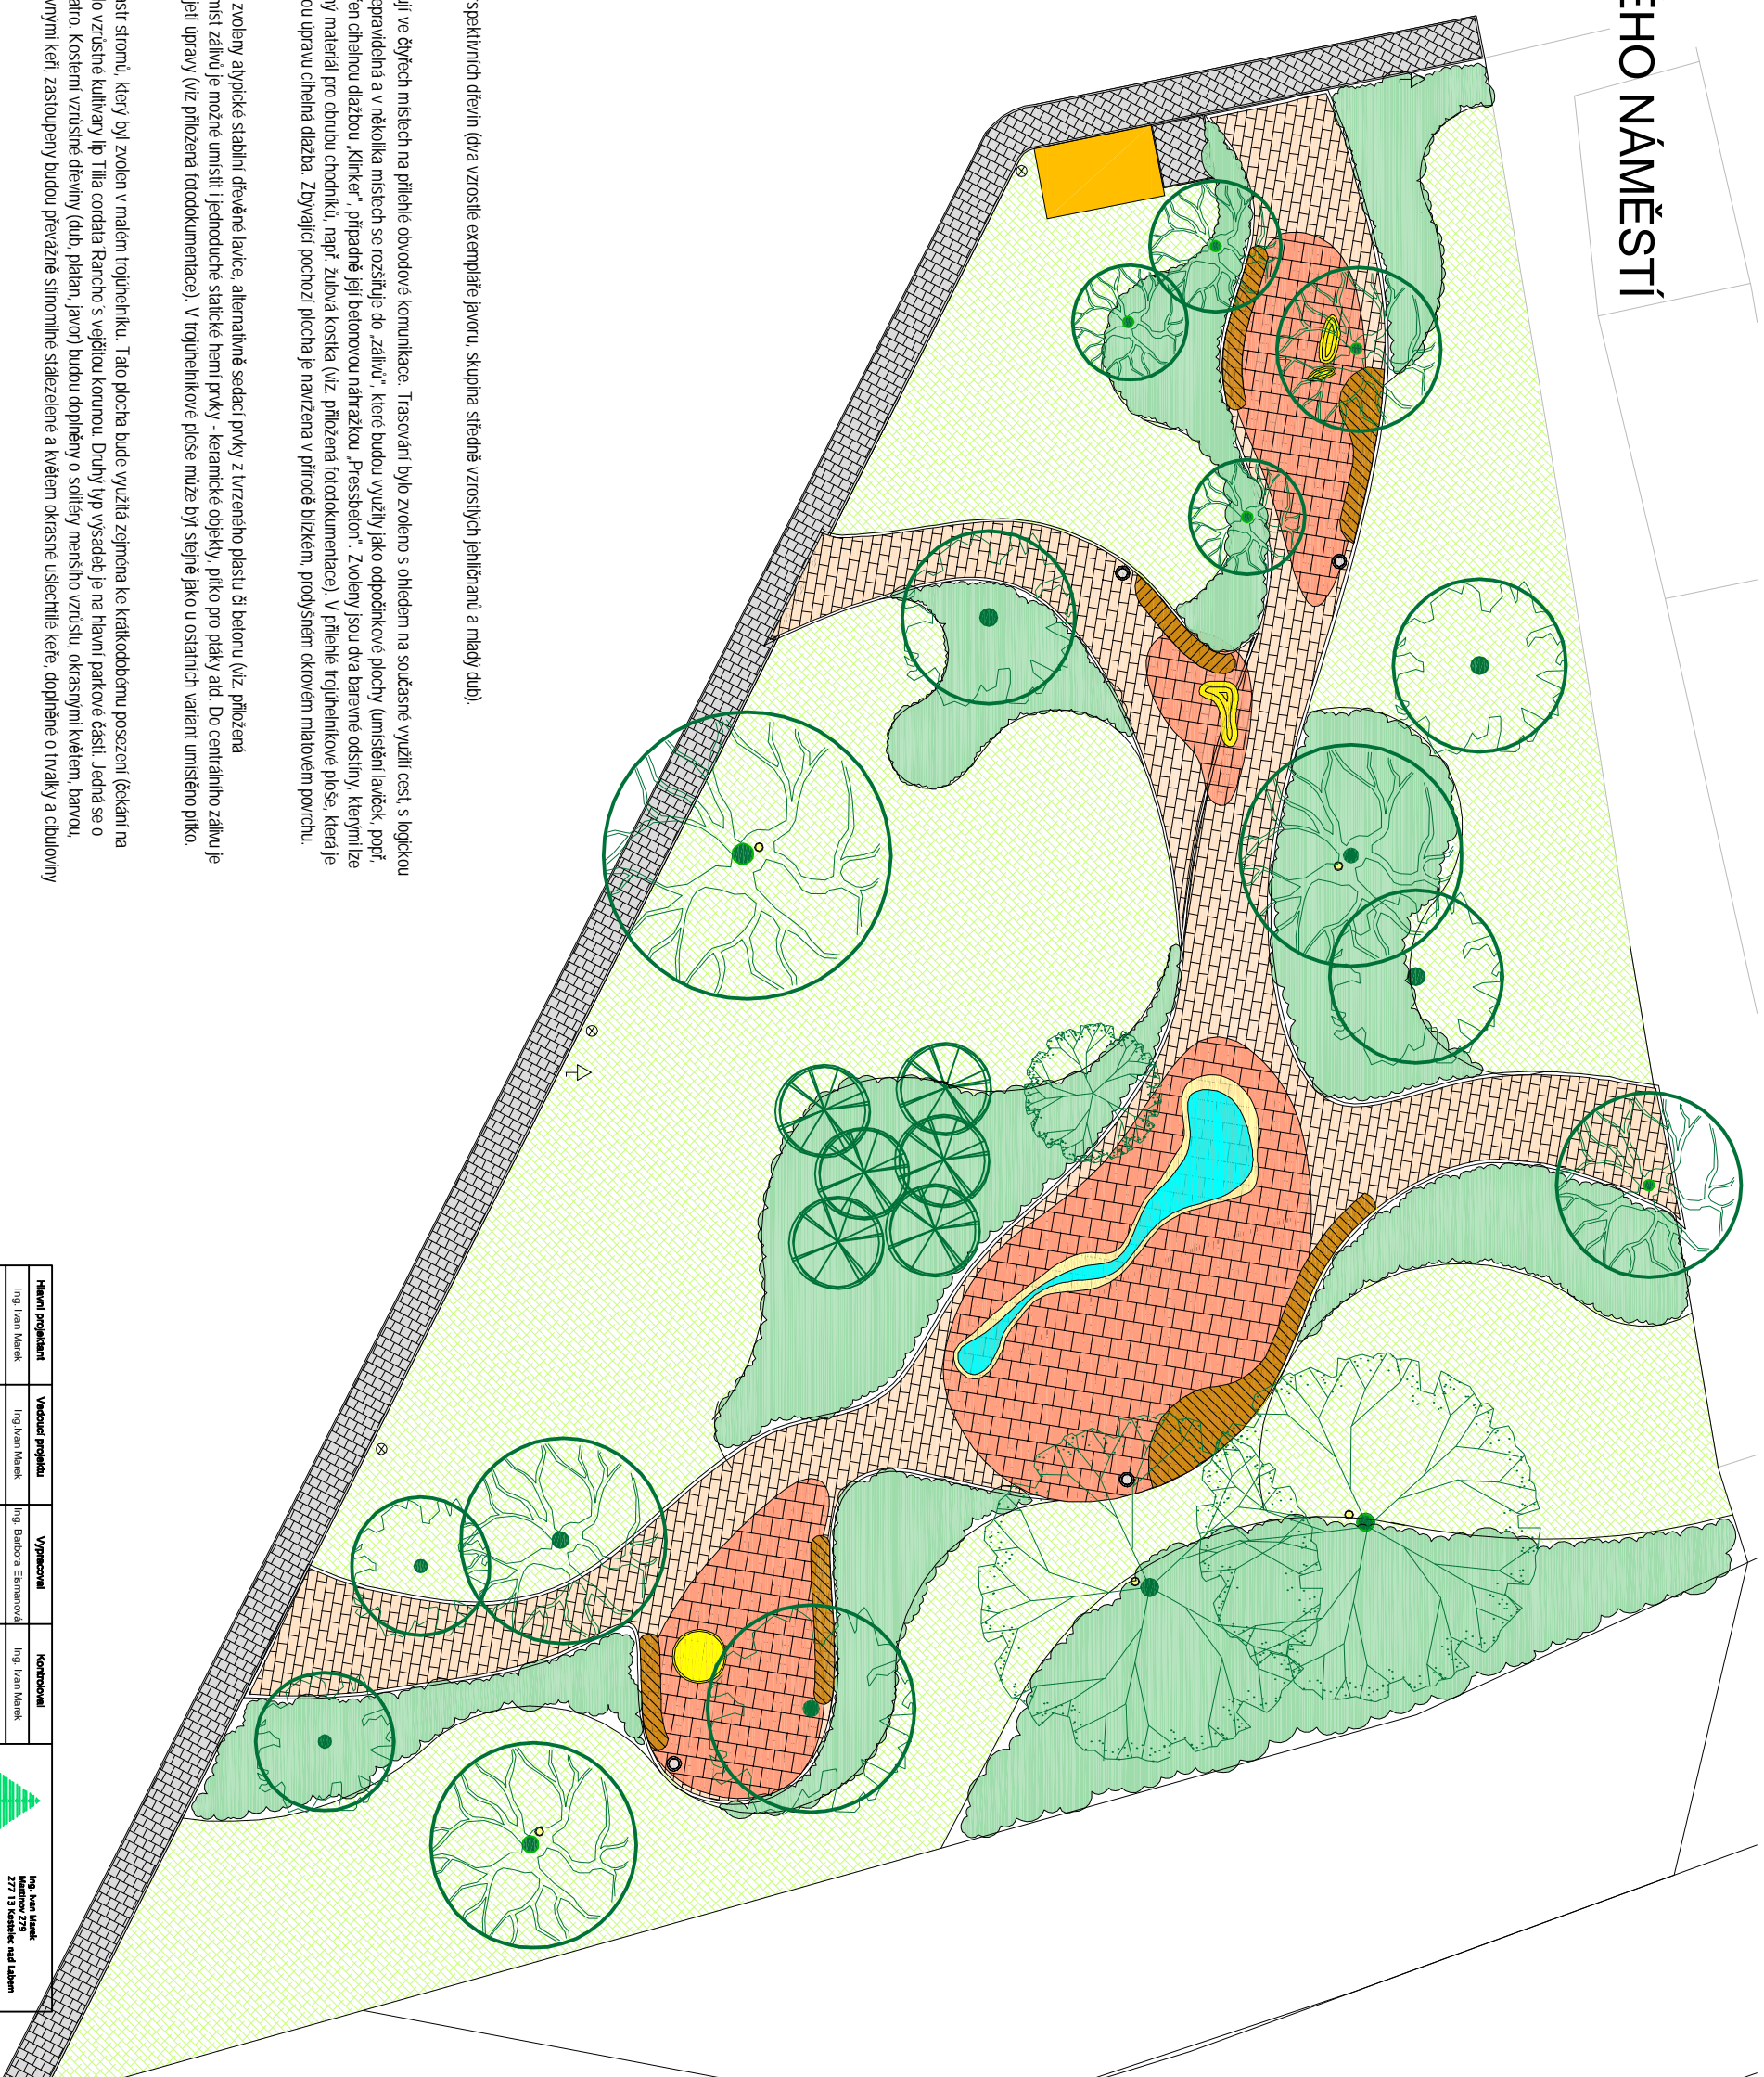 EHO NÁMĚSTÍ
spektivních dřevin (dva vzrostlé exempláře javoru, skupina středně vzrostlých jehličnanů a mladý dub).
jí ve čtyřech místech na přilehlé obvodové komunikace. Trasování bylo zvoleno s ohledem na současné využití cest, s logickou
epravidelná a v několika místech se rozšiřuje do „zálivů“, které budou využity jako odpočinkové plochy (umístění laviček, popř.
en cihelnou dlažbou „Klinker“, případně její betonovou náhražkou „Pressbeton“. Zvoleny jsou dva barevné odstíny, kterými lze
ý materiál pro obrubu chodníků, např. žulová kostka (viz. přiložená fotodokumentace). V přilehlé trojúhelníkové ploše, která je
ou úpravu cihelná dlažba. Zbývající pochozí plocha je navržena v přírodě blízkém, prodyšném okrovém mlatovém povrchu.
zvoleny atypické stabilní dřevěné lavice, alternativně sedací prvky z tvrzeného plastu či betonu (viz. přiložená
míst zálivů je možné umístit i jednoduché statické herní prvky - keramické objekty, pítko pro ptáky atd. Do centrálního zálivu je
jetí úpravy (viz přiložená fotodokumentace). V trojúhelníkové ploše může být stejně jako u ostatních variant umístěno pítko.
astr stromů, který byl zvolen v malém trojúhelníku. Tato plocha bude využitá zejména ke krátkodobému posezení (čekání na
lo vzrůstné kultivary lip Tilia cordata ́Rancho ́s vejčitou korunou. Druhý typ výsadeb je na hlavní parkové části. Jedná se o
atro. Kosterní vzrůstné dřeviny (dub, platan, javor) budou doplněny o solitéry menšího vzrůstu, okrasnými květem, barvou,
vnými keři, zastoupeny budou převážně stínomilné stálezelené a květem okrasné ušlechtilé keře, doplněné o trvalky a cibuloviny
Hlavní projektant Vedoucí projektu Vypracoval Kontroloval
Ing. Ivan Marek Ing.Ivan Marek Ing. Barbora Eismanová Ing. Ivan Marek
Ing. Ivan Marek
Martinov 279
277 13 Kostelec nad Labem